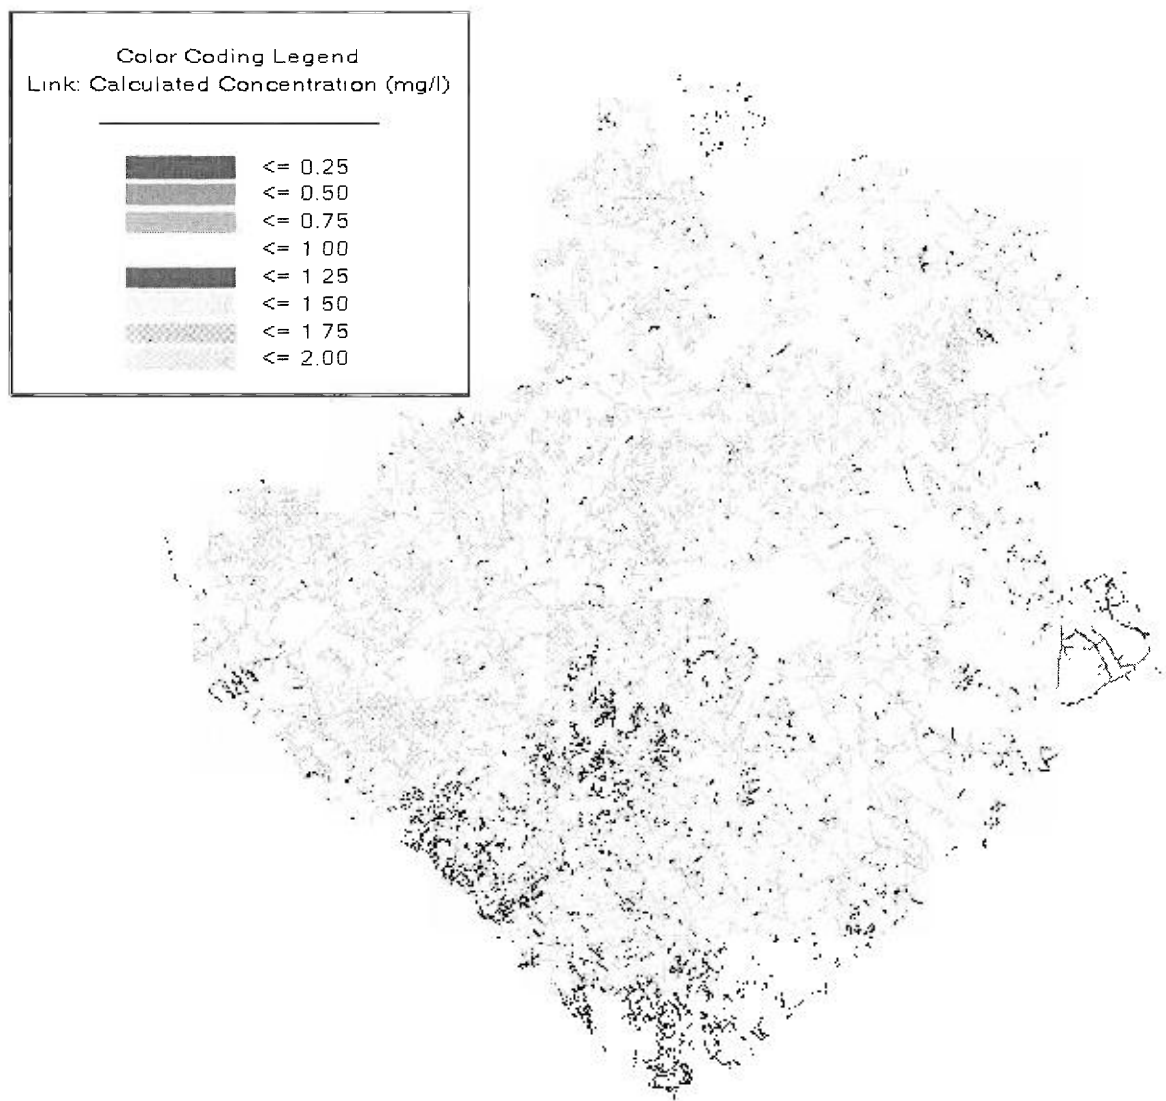 Color Coding Legend
Link: Calculated Concentration (mg/l)
<= 0.25
<= 0.50
<= 0.75
<= 1 00
<= 1 25
<= 1 50
<= 1 75
<= 2.00